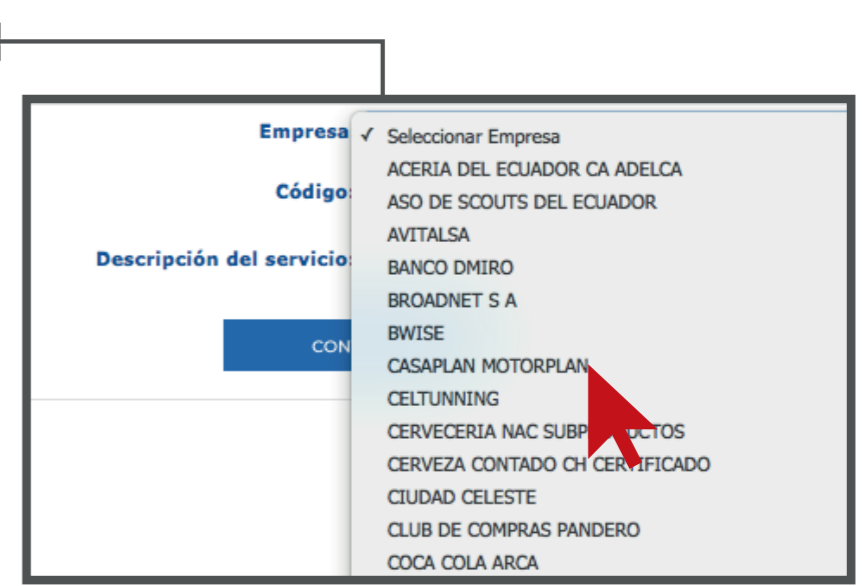 Empresa
Código:
Descripción del servicio:
CON
✓ Seleccionar Empresa
ACERIA DEL ECUADOR CA ADELCA
ASO DE SCOUTS DEL ECUADOR
AVITALSA
BANCO DMIRO
BROADNET S A
BWISE
CASAPLAN MOTORPLAN
CELTUNNING
CERVECERIA NAC
CERVEZA CONTADO CH CERTIFICADO
CIUDAD CELESTE
CLUB DE COMPRAS PANDERO
COCA COLA ARCA